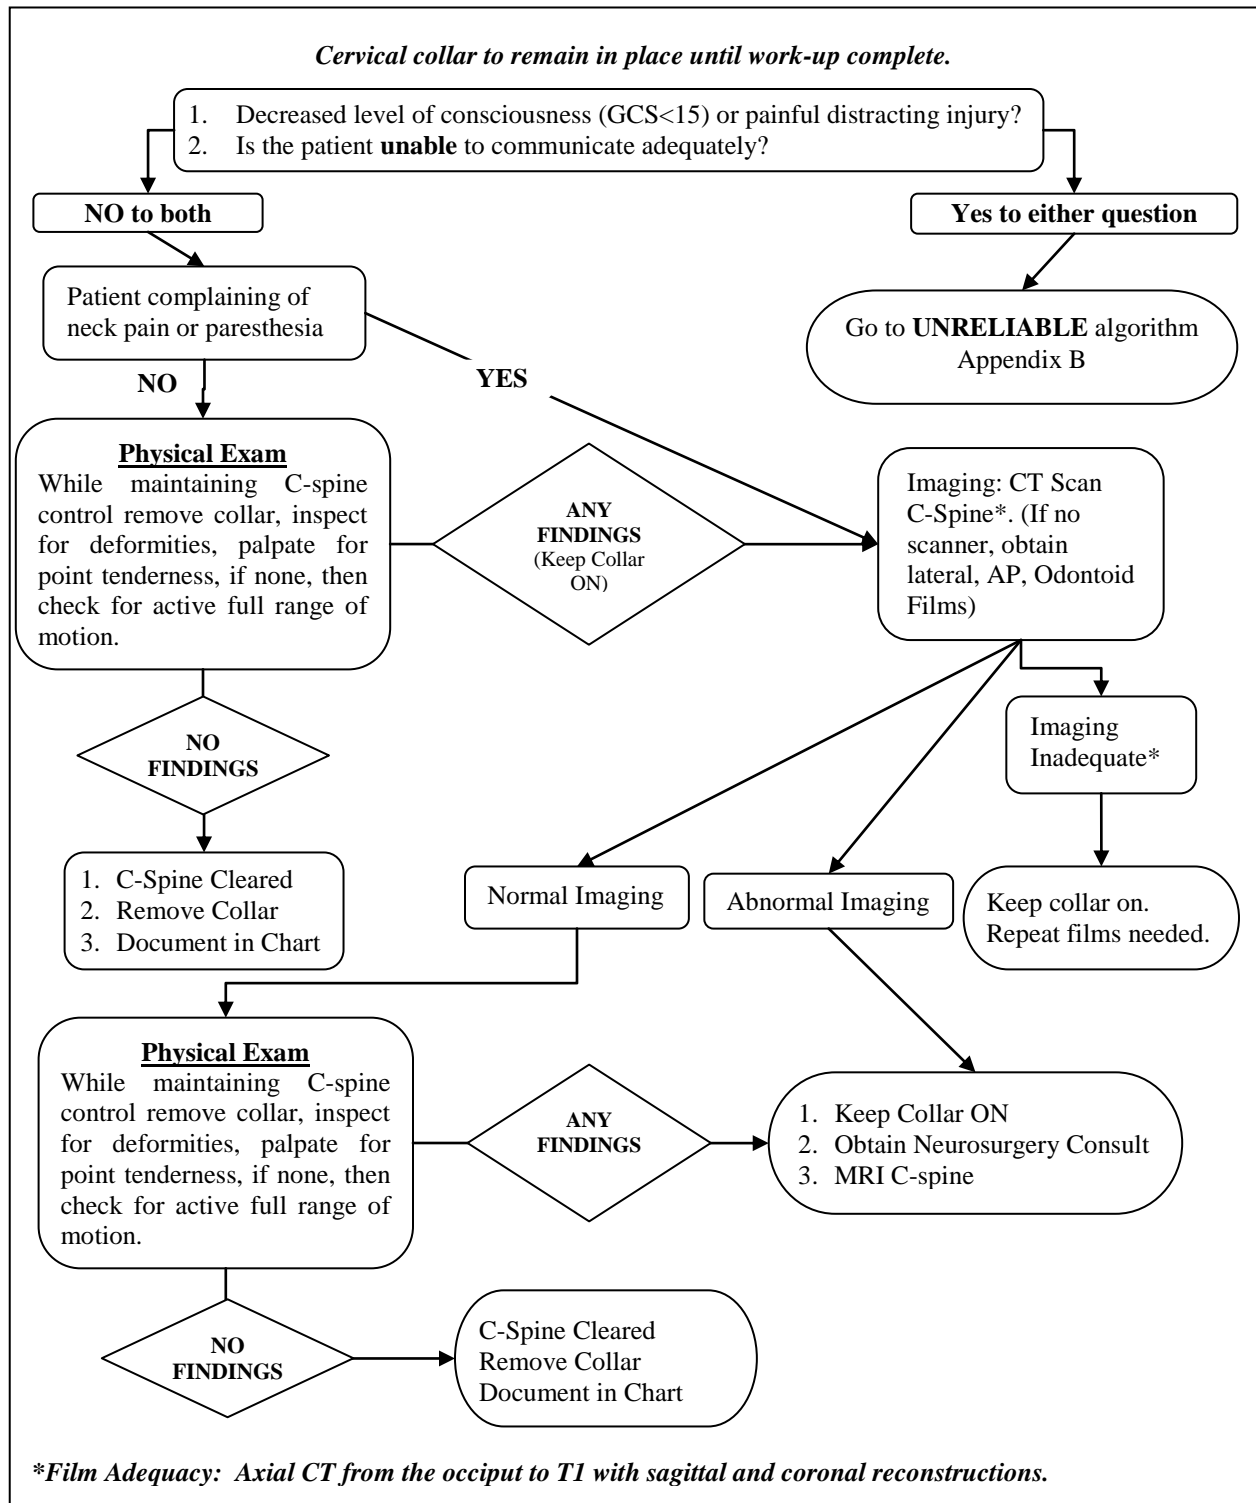 Cervical collar to remain in place until work-up complete.
1. Decreased level of consciousness (GCS<15) or painful distracting injury?
2. Is the patient unable to communicate adequately?
NO to both
Yes to either question
Patient complaining of
neck pain or paresthesia
Go to UNRELIABLE algorithm
Appendix B
NO
YES
Physical Exam
While maintaining C-spine
control remove collar, inspect
for deformities, palpate for
point tenderness, if none, then
check for active full range of
motion.
ANY
FINDINGS
(Keep Collar
ON)
Imaging: CT Scan
C-Spine*. (If no
scanner, obtain
lateral, AP, Odontoid
Films)
NO
FINDINGS
Imaging
Inadequate*
1. C-Spine Cleared
2. Remove Collar
3. Document in Chart
Normal Imaging
Abnormal Imaging
Keep collar on.
Repeat films needed.
Physical Exam
While maintaining C-spine
control remove collar, inspect
for deformities, palpate for
point tenderness, if none, then
check for active full range of
motion.
ANY
FINDINGS
1. Keep Collar ON
2. Obtain Neurosurgery Consult
3. MRI C-spine
NO
FINDINGS
C-Spine Cleared
Remove Collar
Document in Chart
*Film Adequacy: Axial CT from the occiput to T1 with sagittal and coronal reconstructions.